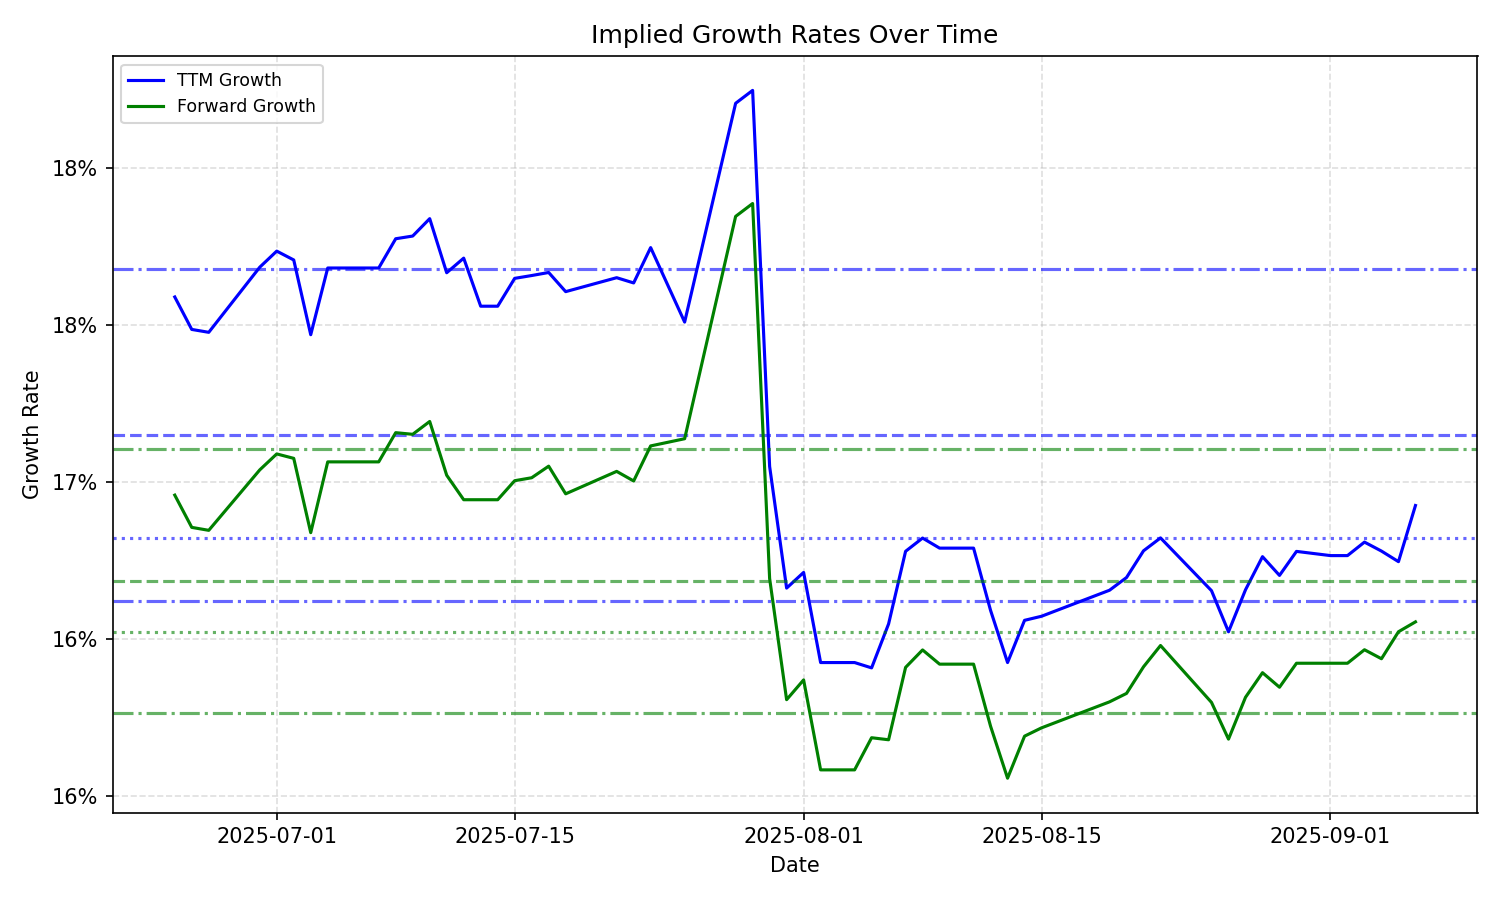 Implied Growth Rates Over Time
TTM Growth
Forward Growth
Growth Rate
18%
18%
17%
16%
16%
2025-07-01
2025-07-15
2025-08-01
2025-08-15
2025-09-01
Date